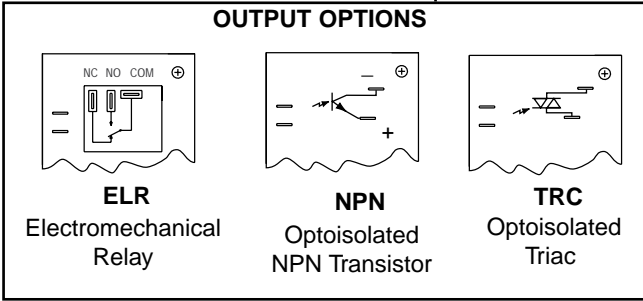 OUTPUT OPTIONS
NC NO COM
–
+
ELR
Electromechanical
Relay
NPN
Optoisolated
NPN Transistor
TRC
Optoisolated
Triac